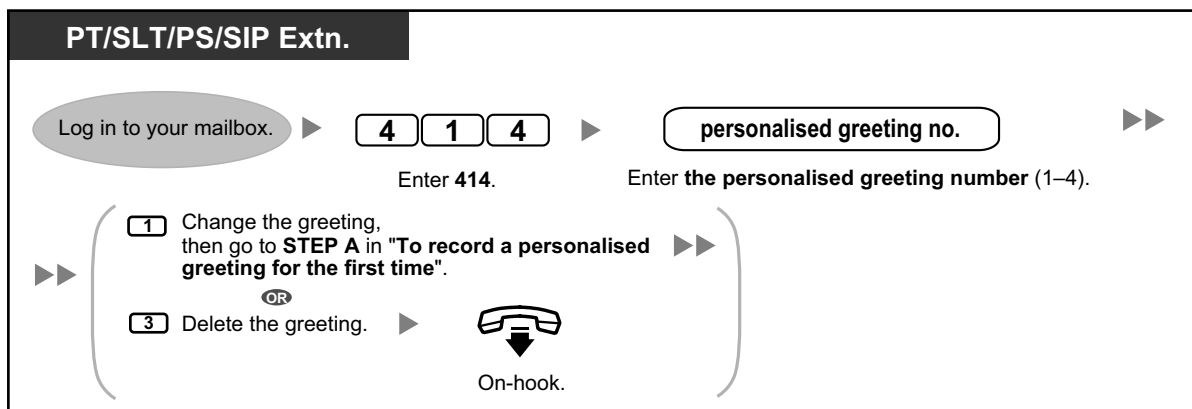 PT/SLT/PS/SIP Extn.
Log in to your mailbox.
4 1 4
personalised greeting no.
Enter 414.
Enter the personalised greeting number (1–4).
1 Change the greeting,
then go to STEP A in "To record a personalised
greeting for the first time".
OR
3 Delete the greeting.
On-hook.